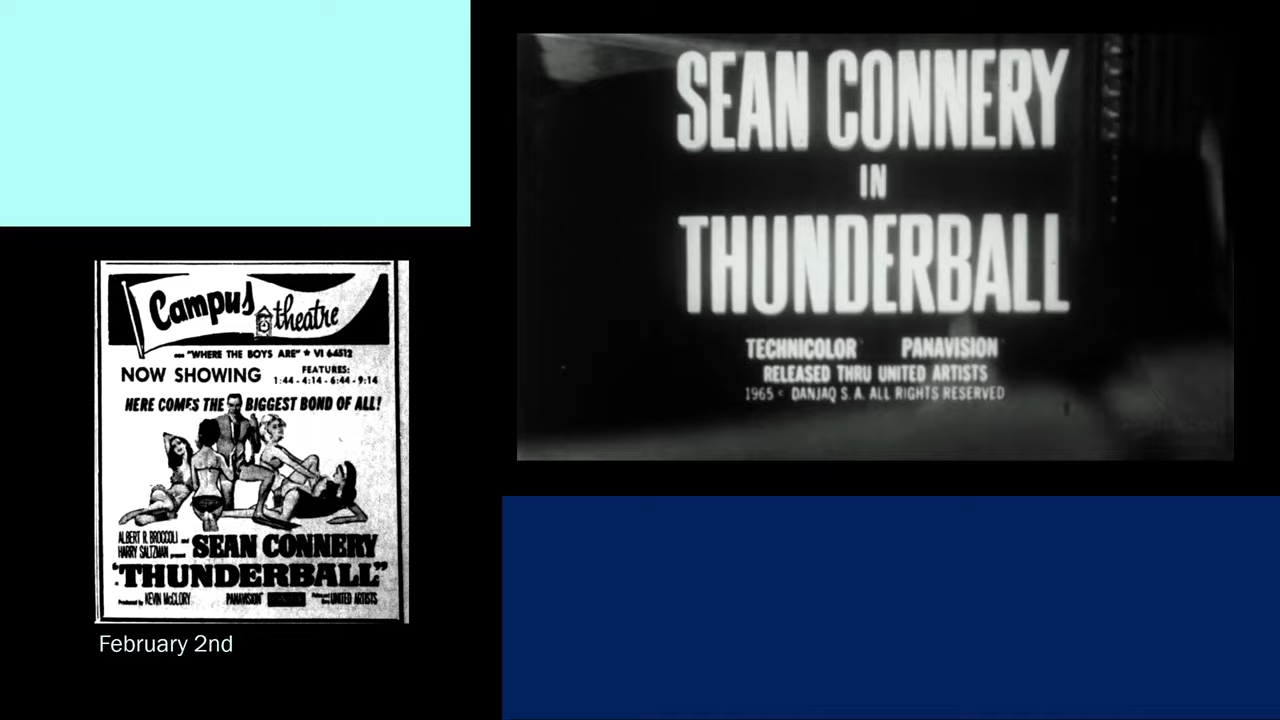 Campus theatre
"WHERE THE BOYS ARE" ★ VI 64512
NOW SHOWING
FEATURES:
1:44 - 4:14 - 6:44 - 9:14
HERE COMES THE BIGGEST BOND OF ALL!
ALBERT R. BROCCOLI and
HARRY SALTZMAN present
SEAN CONNERY
"THUNDERBALL"
Produced by KEVIN McCLORY PANAVISION UNITED ARTISTS
February 2nd
SEAN CONNERY
IN
THUNDERBALL
TECHNICOLOR PANAVISION
RELEASED THRU UNITED ARTISTS
1965 © DANJAQ S. A. ALL RIGHTS RESERVED